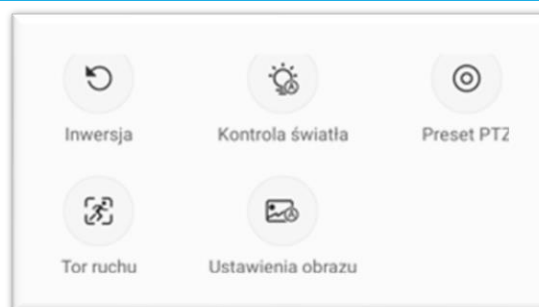 Inwersja Kontrola światła Preset PTZ
Tor ruchu Ustawienia obrazu